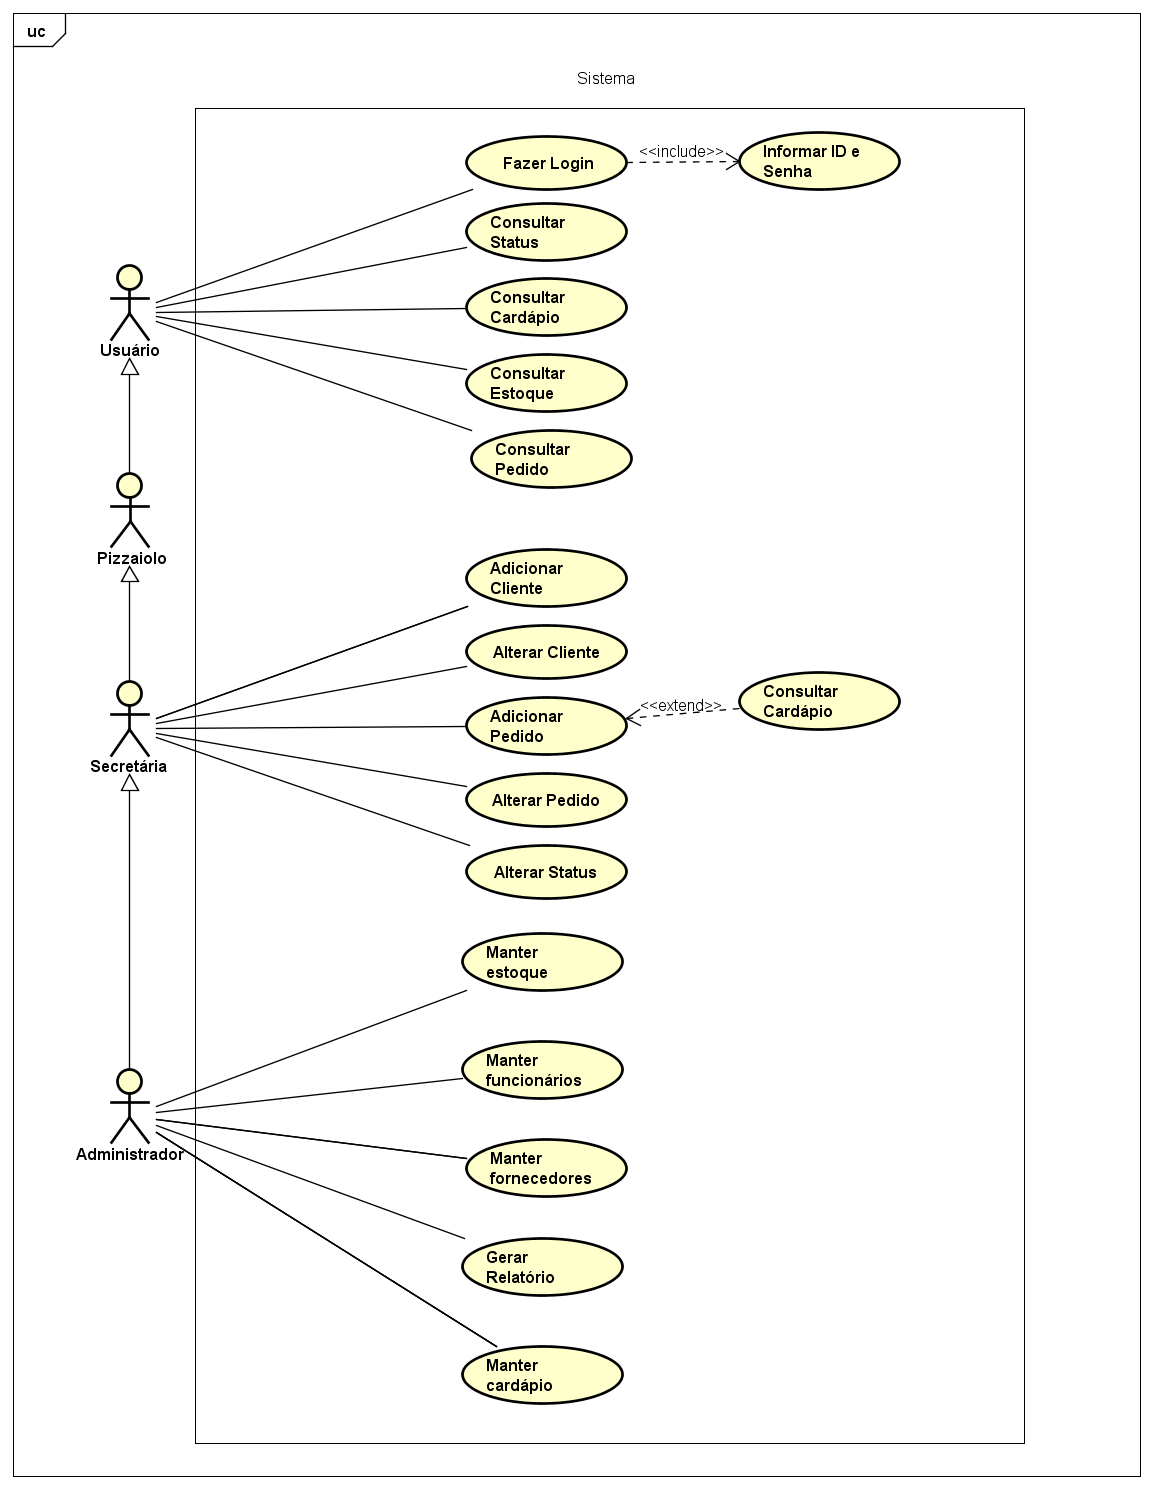 uc
Sistema
Fazer Login
<<include>>
Informar ID e
Senha
Consultar
Status
Consultar
Cardápio
Consultar
Estoque
Consultar
Pedido
Usuário
Pizzaiolo
Adicionar
Cliente
Alterar Cliente
Adicionar
Pedido
<<extend>>
Consultar
Cardápio
Alterar Pedido
Alterar Status
Secretária
Manter
estoque
Manter
funcionários
Manter
fornecedores
Gerar
Relatório
Manter
cardápio
Administrador